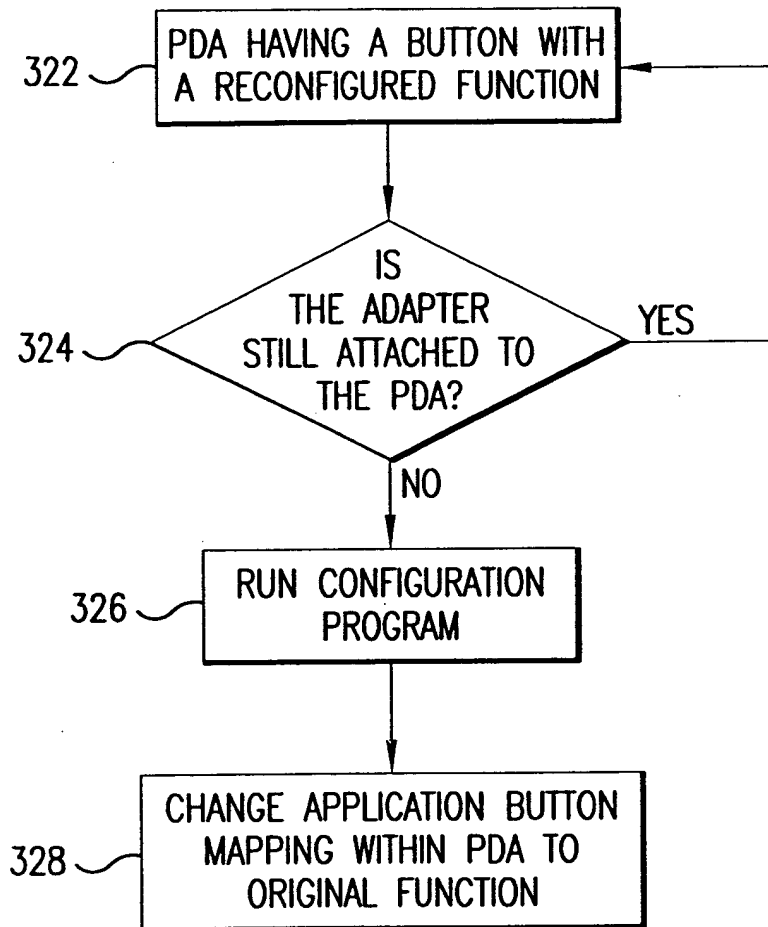 322
PDA HAVING A BUTTON WITH
A RECONFIGURED FUNCTION
324
IS
THE ADAPTER
STILL ATTACHED TO
THE PDA?
YES
NO
326
RUN CONFIGURATION
PROGRAM
328
CHANGE APPLICATION BUTTON
MAPPING WITHIN PDA TO
ORIGINAL FUNCTION